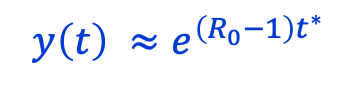 y(t) ≈ e^{(R₀−1)t*}